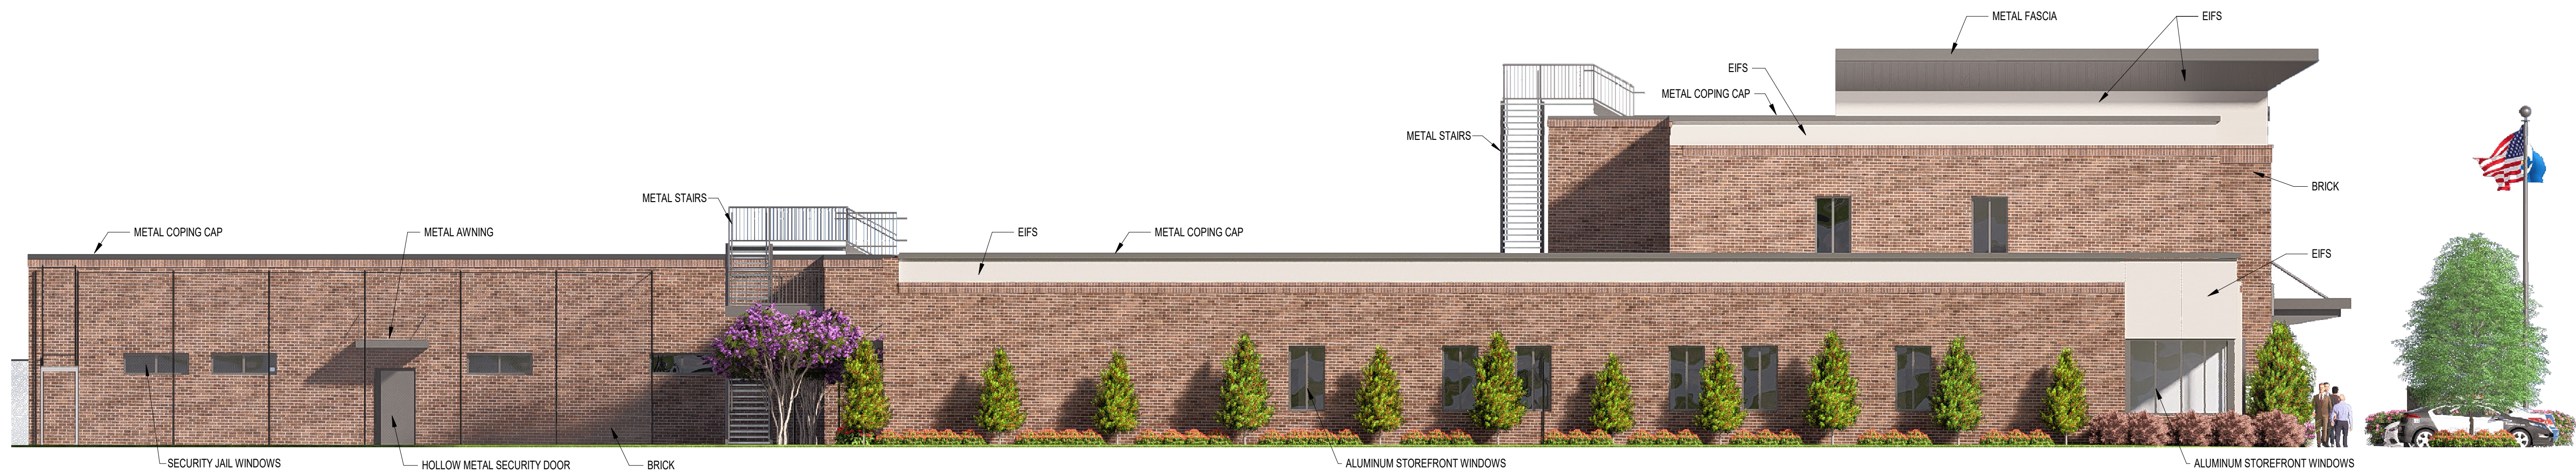 METAL FASCIA
EIFS
EIFS
METAL COPING CAP
METAL STAIRS
BRICK
METAL STAIRS
METAL COPING CAP
METAL AWNING
EIFS
METAL COPING CAP
EIFS
SECURITY JAIL WINDOWS
HOLLOW METAL SECURITY DOOR
BRICK
ALUMINUM STOREFRONT WINDOWS
ALUMINUM STOREFRONT WINDOWS